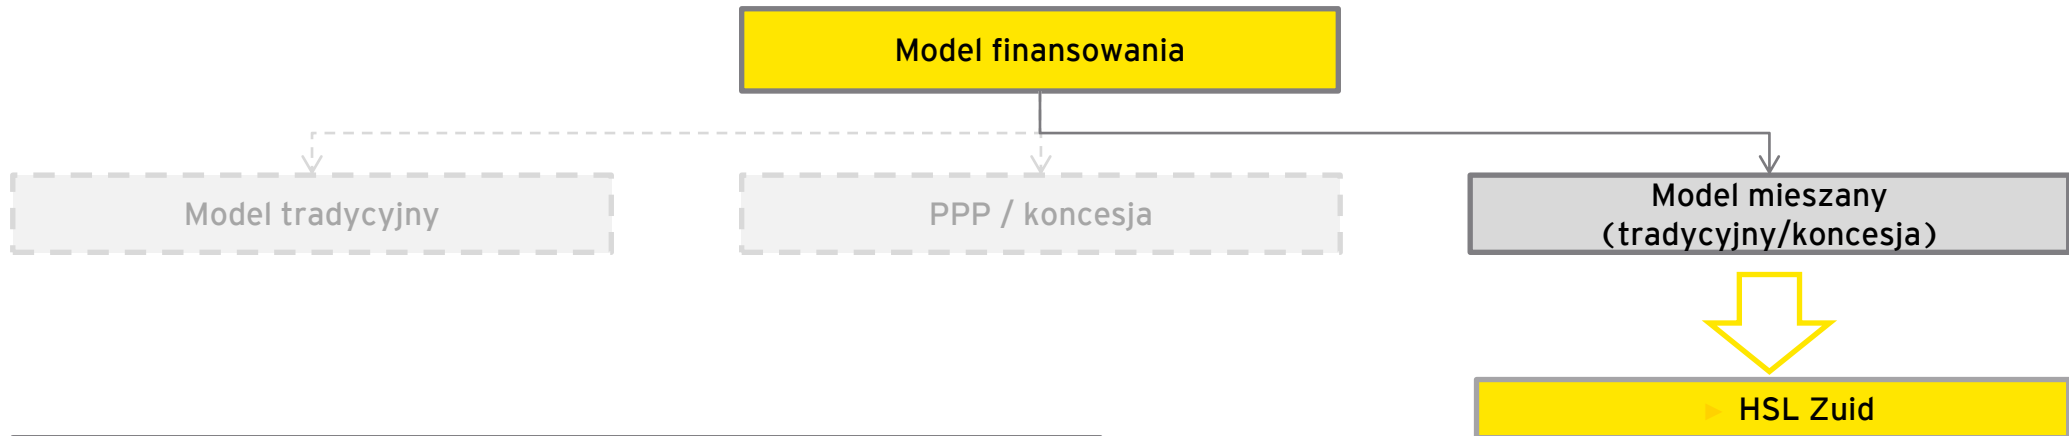 Model finansowania
Model tradycyjny
PPP / koncesja
Model mieszany
(tradycyjny/koncesja)
► HSL Zuid